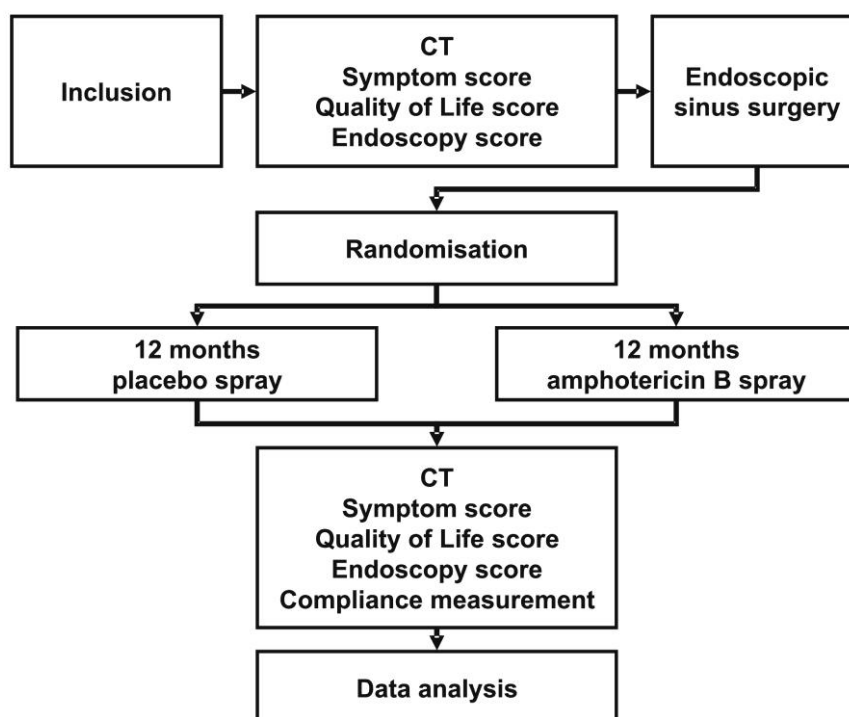 Inclusion
CT
Symptom score
Quality of Life score
Endoscopy score
Endoscopic
sinus surgery
Randomisation
12 months
placebo spray
12 months
amphotericin B spray
CT
Symptom score
Quality of Life score
Endoscopy score
Compliance measurement
Data analysis